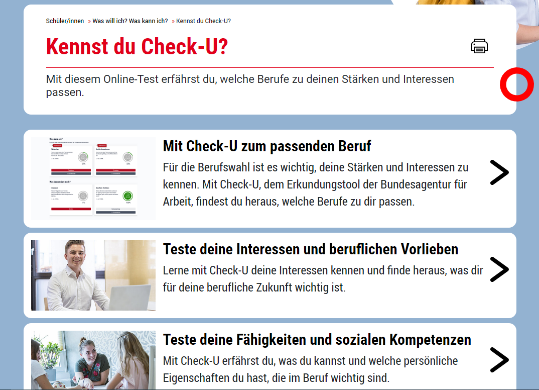 Schüler/innen » Was will ich? Was kann ich? » Kennst du Check-U?
Kennst du Check-U?
Mit diesem Online-Test erfährst du, welche Berufe zu deinen Stärken und Interessen
passen.
Mit Check-U zum passenden Beruf
Für die Berufswahl ist es wichtig, deine Stärken und Interessen zu
kennen. Mit Check-U, dem Erkundungstool der Bundesagentur für
Arbeit, findest du heraus, welche Berufe zu dir passen.
Teste deine Interessen und beruflichen Vorlieben
Lerne mit Check-U deine Interessen kennen und finde heraus, was dir
für deine berufliche Zukunft wichtig ist.
Teste deine Fähigkeiten und sozialen Kompetenzen
Mit Check-U erfährst du, was du kannst und welche persönliche
Eigenschaften du hast, die im Beruf wichtig sind.